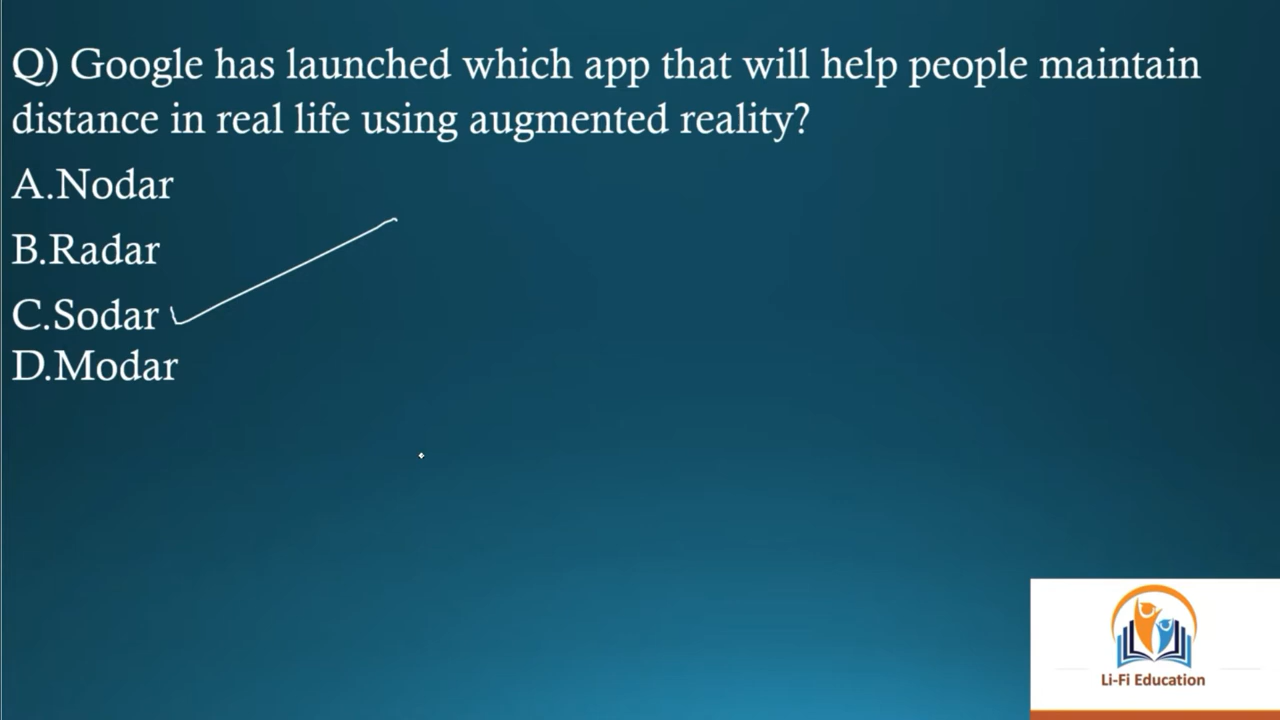 Q) Google has launched which app that will help people maintain
distance in real life using augmented reality?
A.Nodar
B.Radar
C.Sodar
D.Modar
Li-Fi Education